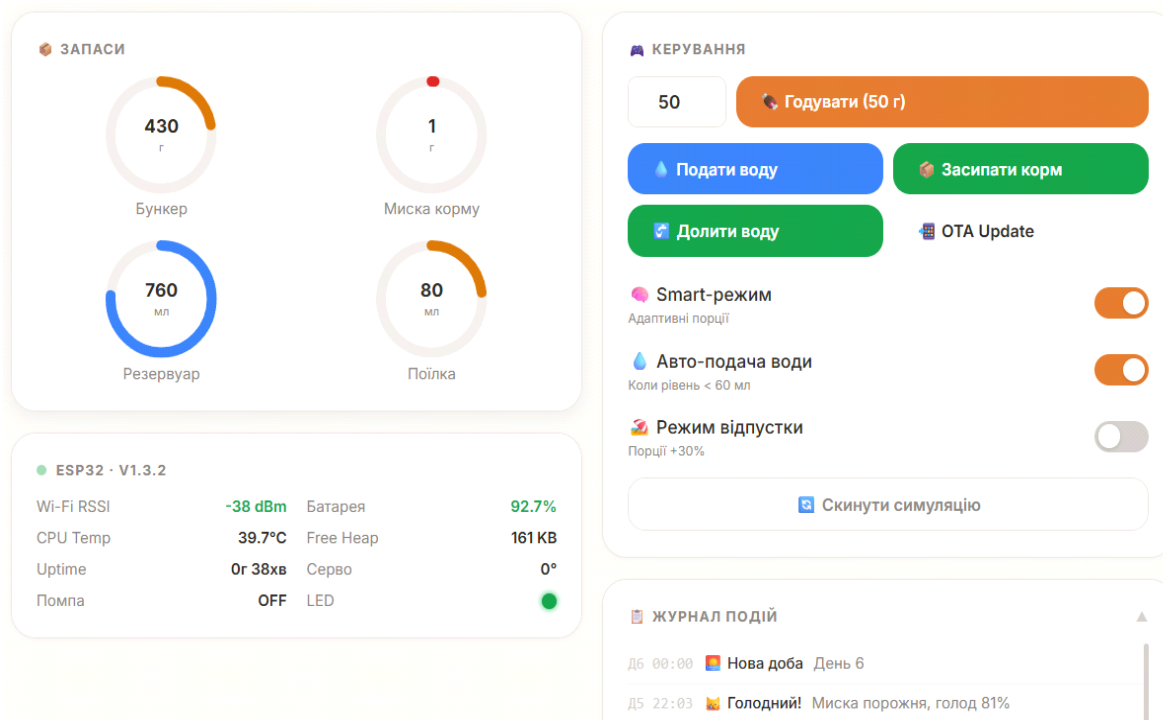 📦 ЗАПАСИ
430
г
Бункер
1
г
Миска корму
760
мл
Резервуар
80
мл
Поїлка
ESP32 · V1.3.2
Wi-Fi RSSI -38 dBm Батарея 92.7%
CPU Temp 39.7°C Free Heap 161 KB
Uptime 0г 38хв Серво 0°
Помпа OFF LED
🎮 КЕРУВАННЯ
50
🍖 Годувати (50 г)
💧 Подати воду
📦 Засипати корм
🚰 Долити воду
📲 OTA Update
🧠 Smart-режим
Адаптивні порції
💧 Авто-подача води
Коли рівень < 60 мл
🏖️ Режим відпустки
Порції +30%
🔄 Скинути симуляцію
📋 ЖУРНАЛ ПОДІЙ ▲
Д6 00:00 🌅 Нова доба День 6
Д5 22:03 😿 Голодний! Миска порожня, голод 81%